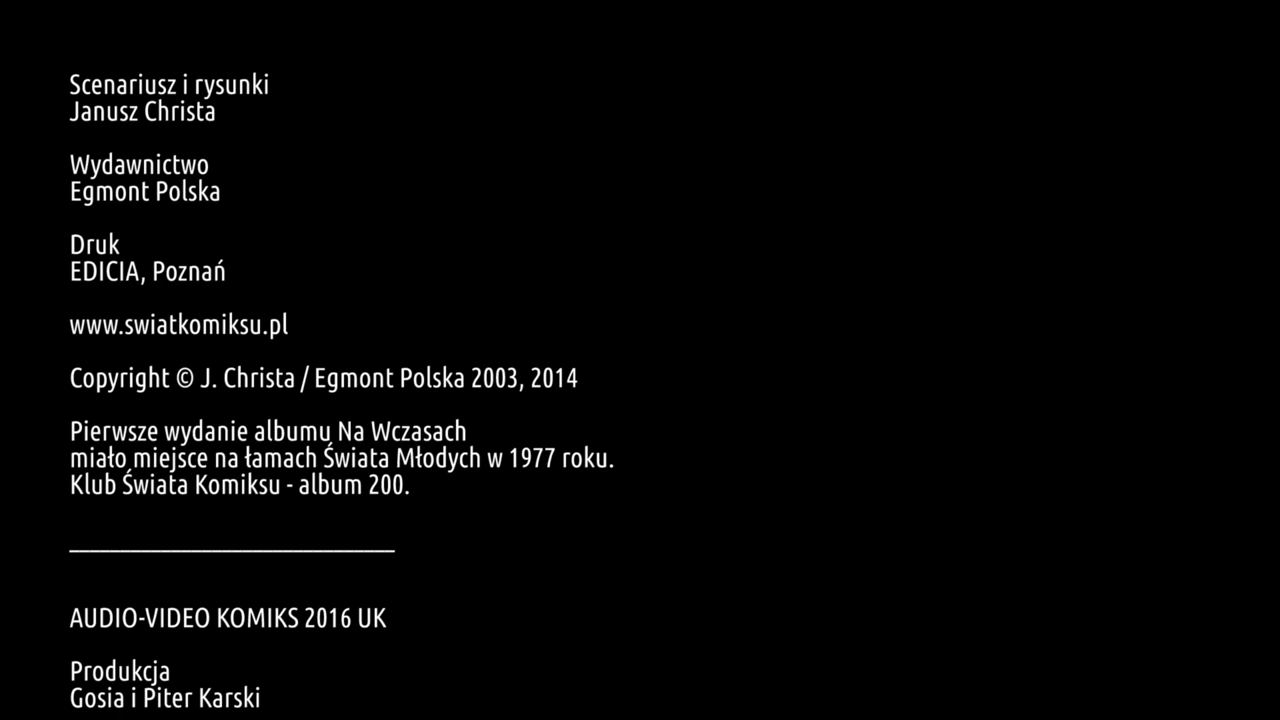 Scenariusz i rysunki
Janusz Christa
Wydawnictwo
Egmont Polska
Druk
EDICIA, Poznań
www.swiatkomiksu.pl
Copyright © J. Christa / Egmont Polska 2003, 2014
Pierwsze wydanie albumu Na Wczasach
miało miejsce na łamach Świata Młodych w 1977 roku.
Klub Świata Komiksu - album 200.
AUDIO-VIDEO KOMIKS 2016 UK
Produkcja
Gosia i Piter Karski